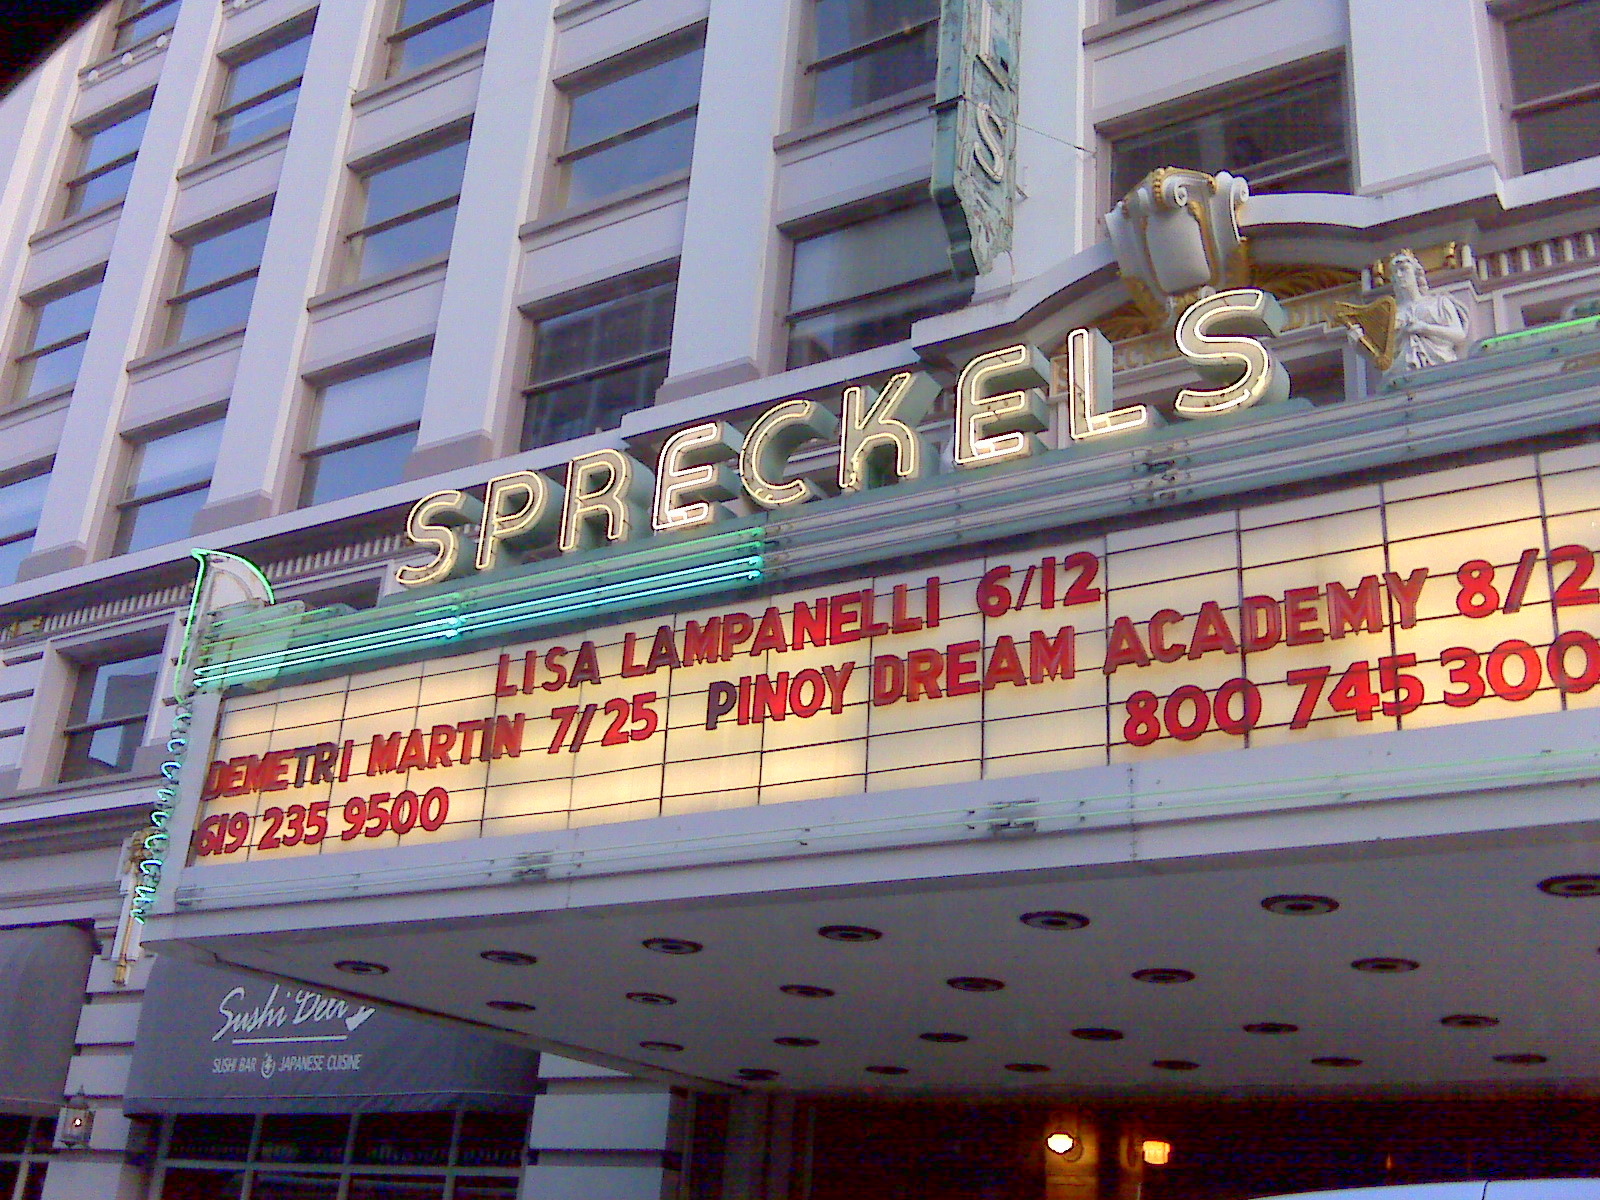 SPRECKELS
LISA LAMPANELLI 6/12
DEMETRI MARTIN 7/25 PINOY DREAM ACADEMY 8/2
619 235 9500 800 745 300
Sushi Deli
SUSHI BAR JAPANESE CUISINE